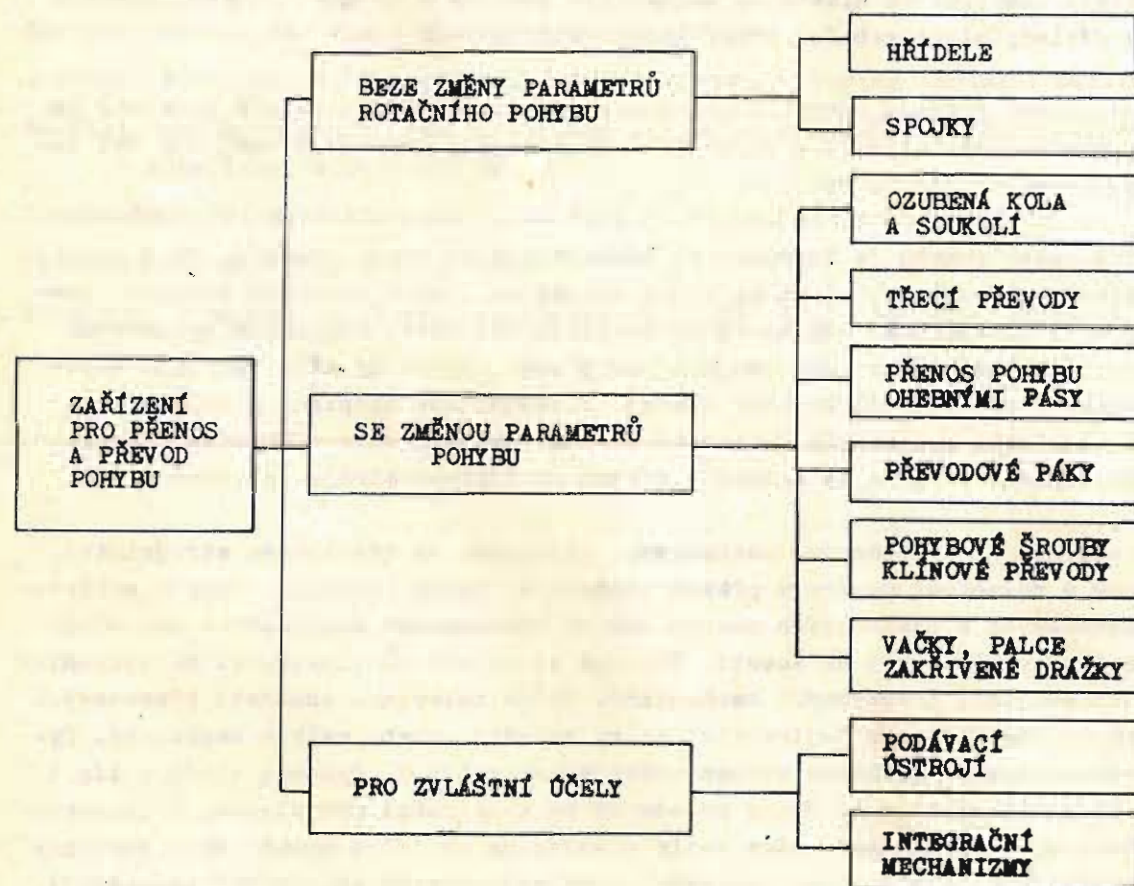 ZAŘÍZENÍ
PRO PŘENOS
A PŘEVOD
POHYBU
BEZE ZMĚNY PARAMETRŮ
ROTAČNÍHO POHYBU
HŘÍDELE
SPOJKY
SE ZMĚNOU PARAMETRŮ
POHYBU
OZUBENÁ KOLA
A SOUKOLÍ
TŘECÍ PŘEVODY
PŘENOS POHYBU
OHEBNÝMI PÁSY
PŘEVODOVÉ PÁKY
POHYBOVÉ ŠROUBY
KLÍNOVÉ PŘEVODY
VAČKY, PALCE
ZAKŘIVENÉ DRÁŽKY
PRO ZVLÁŠTNÍ ÚČELY
PODÁVACÍ
ÚSTROJÍ
INTEGRAČNÍ
MECHANIZMY